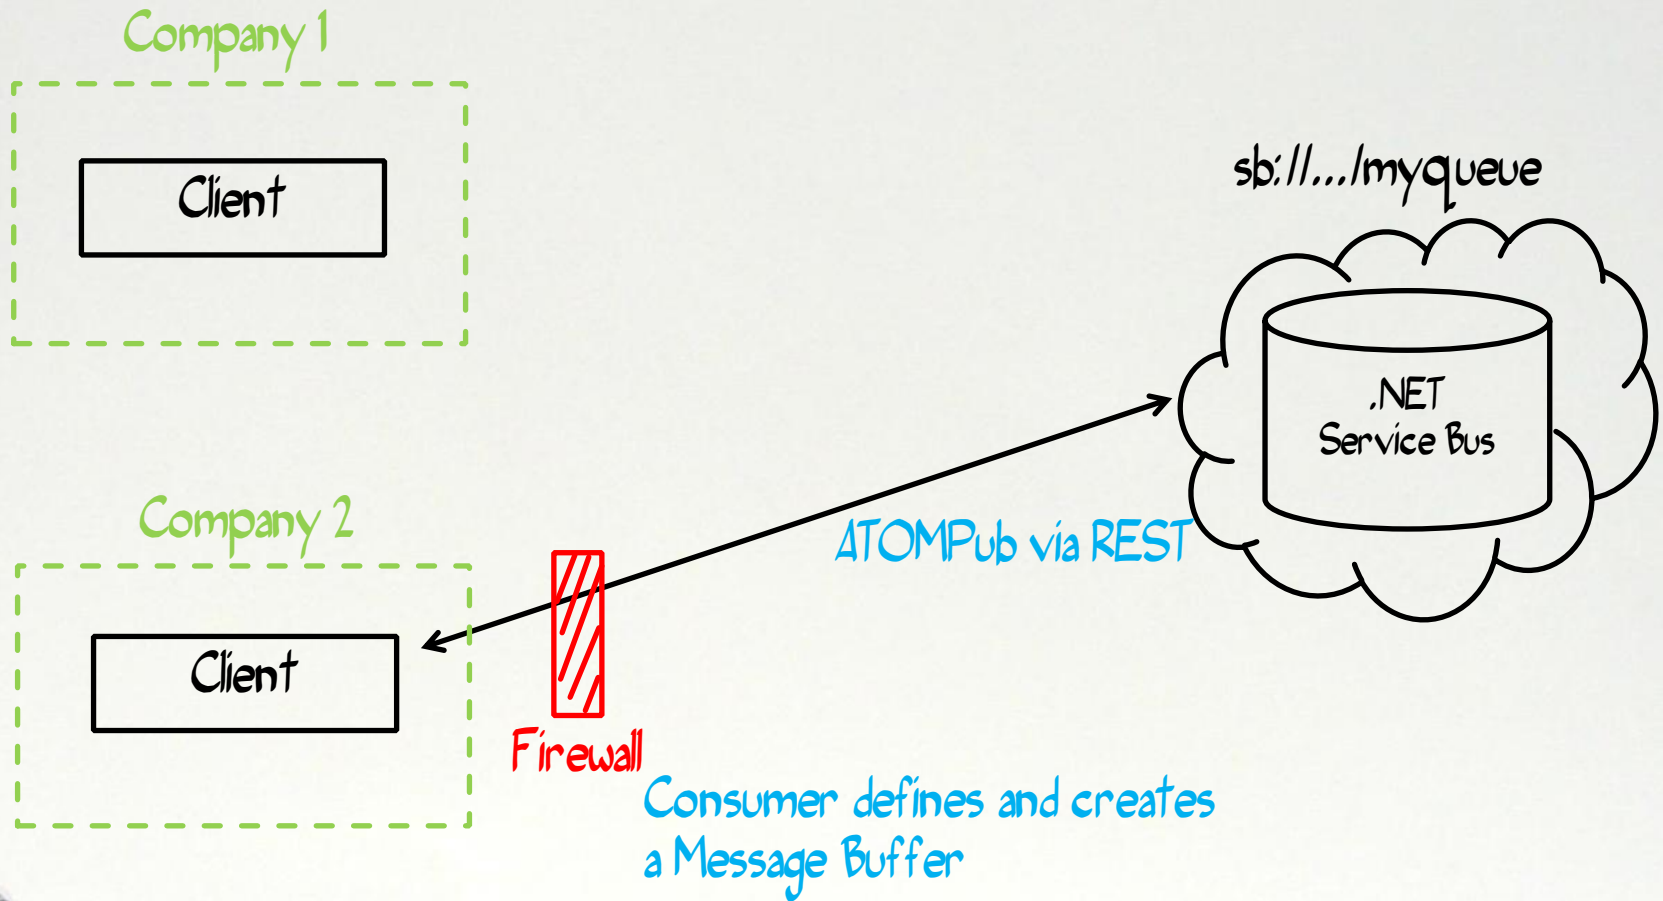 Company 1
Client
sb://.../myqueue
.NET
Service Bus
ATOMPub via REST
Company 2
Client
Firewall
Consumer defines and creates
a Message Buffer